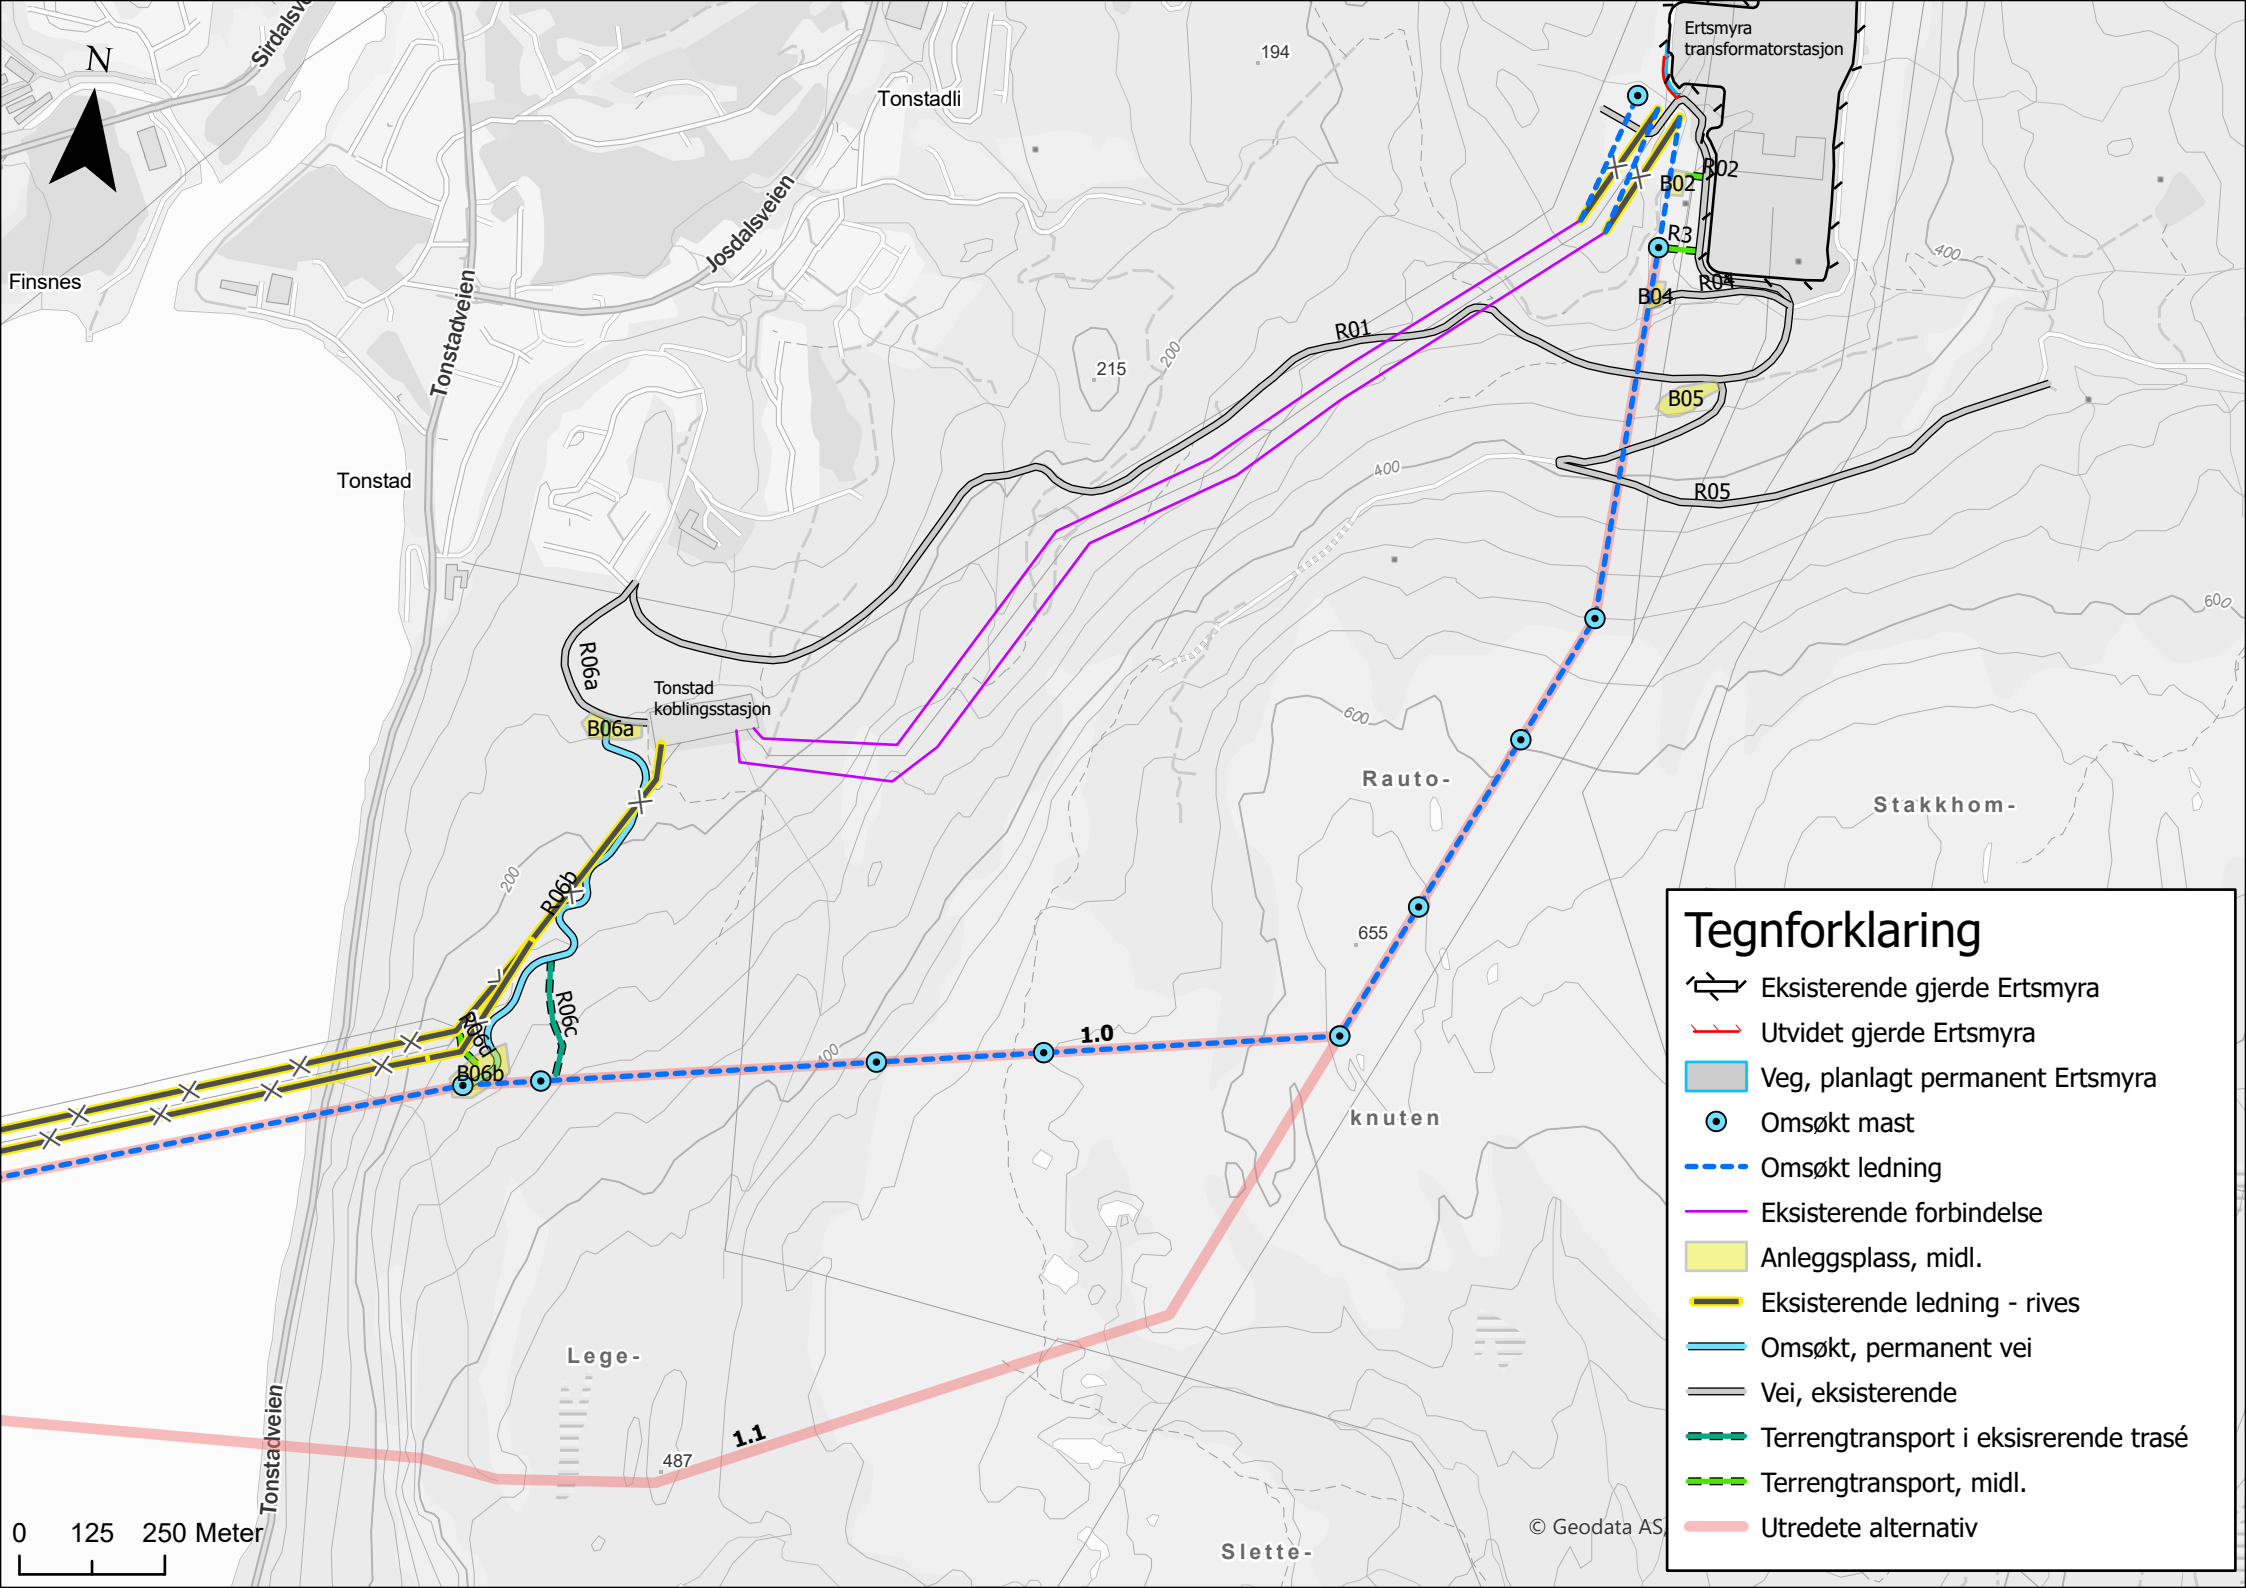 Sirdalsv
N
194
Ertsmyra
transformatorstasjon
Tonstadli
R02
B02
Josdalsveien
R3
400
Finsnes
R04
B04
Tonstadveien
R01
200
215
B05
Tonstad
400
R05
600
R06a
Tonstad
koblingsstasjon
B06a
600
Rauto-
Stakkhom-
200
R06b
655
R06c
R06d
1.0
400
B06b
knuten
Lege-
1.1
487
Tonstadveien
Slette-
© Geodata AS,
0 125 250 Meter
Tegnforklaring
Eksisterende gjerde Ertsmyra
Utvidet gjerde Ertsmyra
Veg, planlagt permanent Ertsmyra
Omsøkt mast
Omsøkt ledning
Eksisterende forbindelse
Anleggsplass, midl.
Eksisterende ledning - rives
Omsøkt, permanent vei
Vei, eksisterende
Terrengtransport i eksisrerende trasé
Terrengtransport, midl.
Utredete alternativ